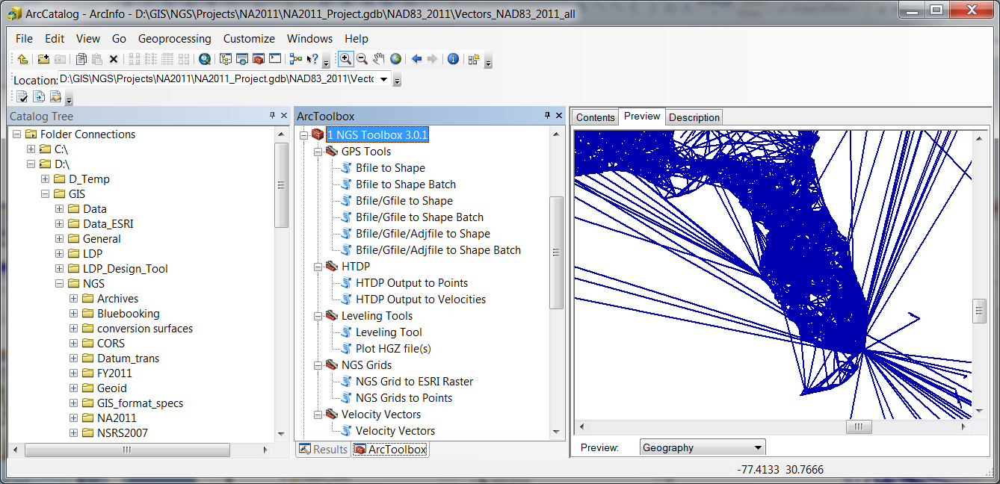 ArcCatalog - ArcInfo - D:\GIS\NGS\Projects\NA2011\NA2011_Project.gdb\NAD83_2011\Vectors_NAD83_2011_all
File Edit View Go Geoprocessing Customize Windows Help
Location: D:\GIS\NGS\Projects\NA2011\NA2011_Project.gdb\NAD83_2011\Vectc
Catalog Tree
Folder Connections
C:\
D:\
D_Temp
GIS
Data
Data_ESRI
General
LDP
LDP_Design_Tool
NGS
Archives
Bluebooking
conversion surfaces
CORS
Datum_trans
FY2011
Geoid
GIS_format_specs
NA2011
NSRS2007
ArcToolbox
1 NGS Toolbox 3.0.1
GPS Tools
Bfile to Shape
Bfile to Shape Batch
Bfile/Gfile to Shape
Bfile/Gfile to Shape Batch
Bfile/Gfile/Adjfile to Shape
Bfile/Gfile/Adjfile to Shape Batch
HTDP
HTDP Output to Points
HTDP Output to Velocities
Leveling Tools
Leveling Tool
Plot HGZ file(s)
NGS Grids
NGS Grid to ESRI Raster
NGS Grids to Points
Velocity Vectors
Velocity Vectors
Results ArcToolbox
Contents Preview Description
Preview: Geography
-77.4133 30.7666